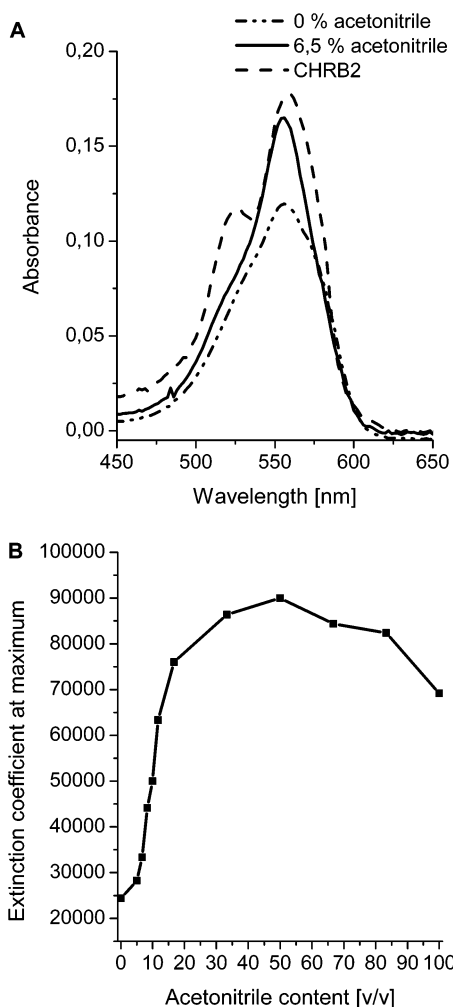 A
0 % acetonitrile
6,5 % acetonitrile
CHRB2
0,20
0,15
0,10
0,05
0,00
Absorbance
450 500 550 600 650
Wavelength [nm]
B
100000
90000
80000
70000
60000
50000
40000
30000
20000
Extinction coefficient at maximum
0 10 20 30 40 50 60 70 80 90 100
Acetonitrile content [v/v]